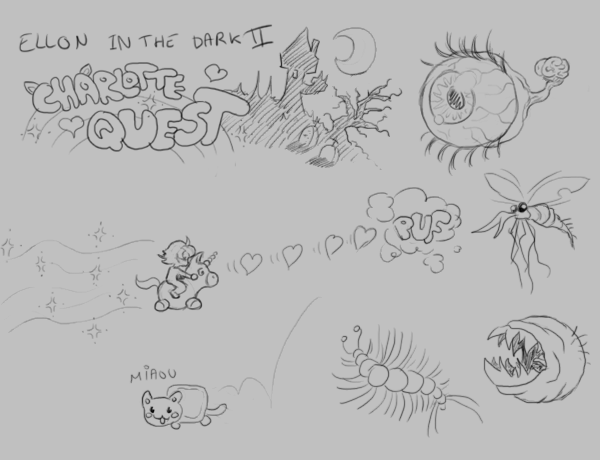 ELLON IN THE DARK II
CHARLOTTE
QUEST
PUF
MIAOU